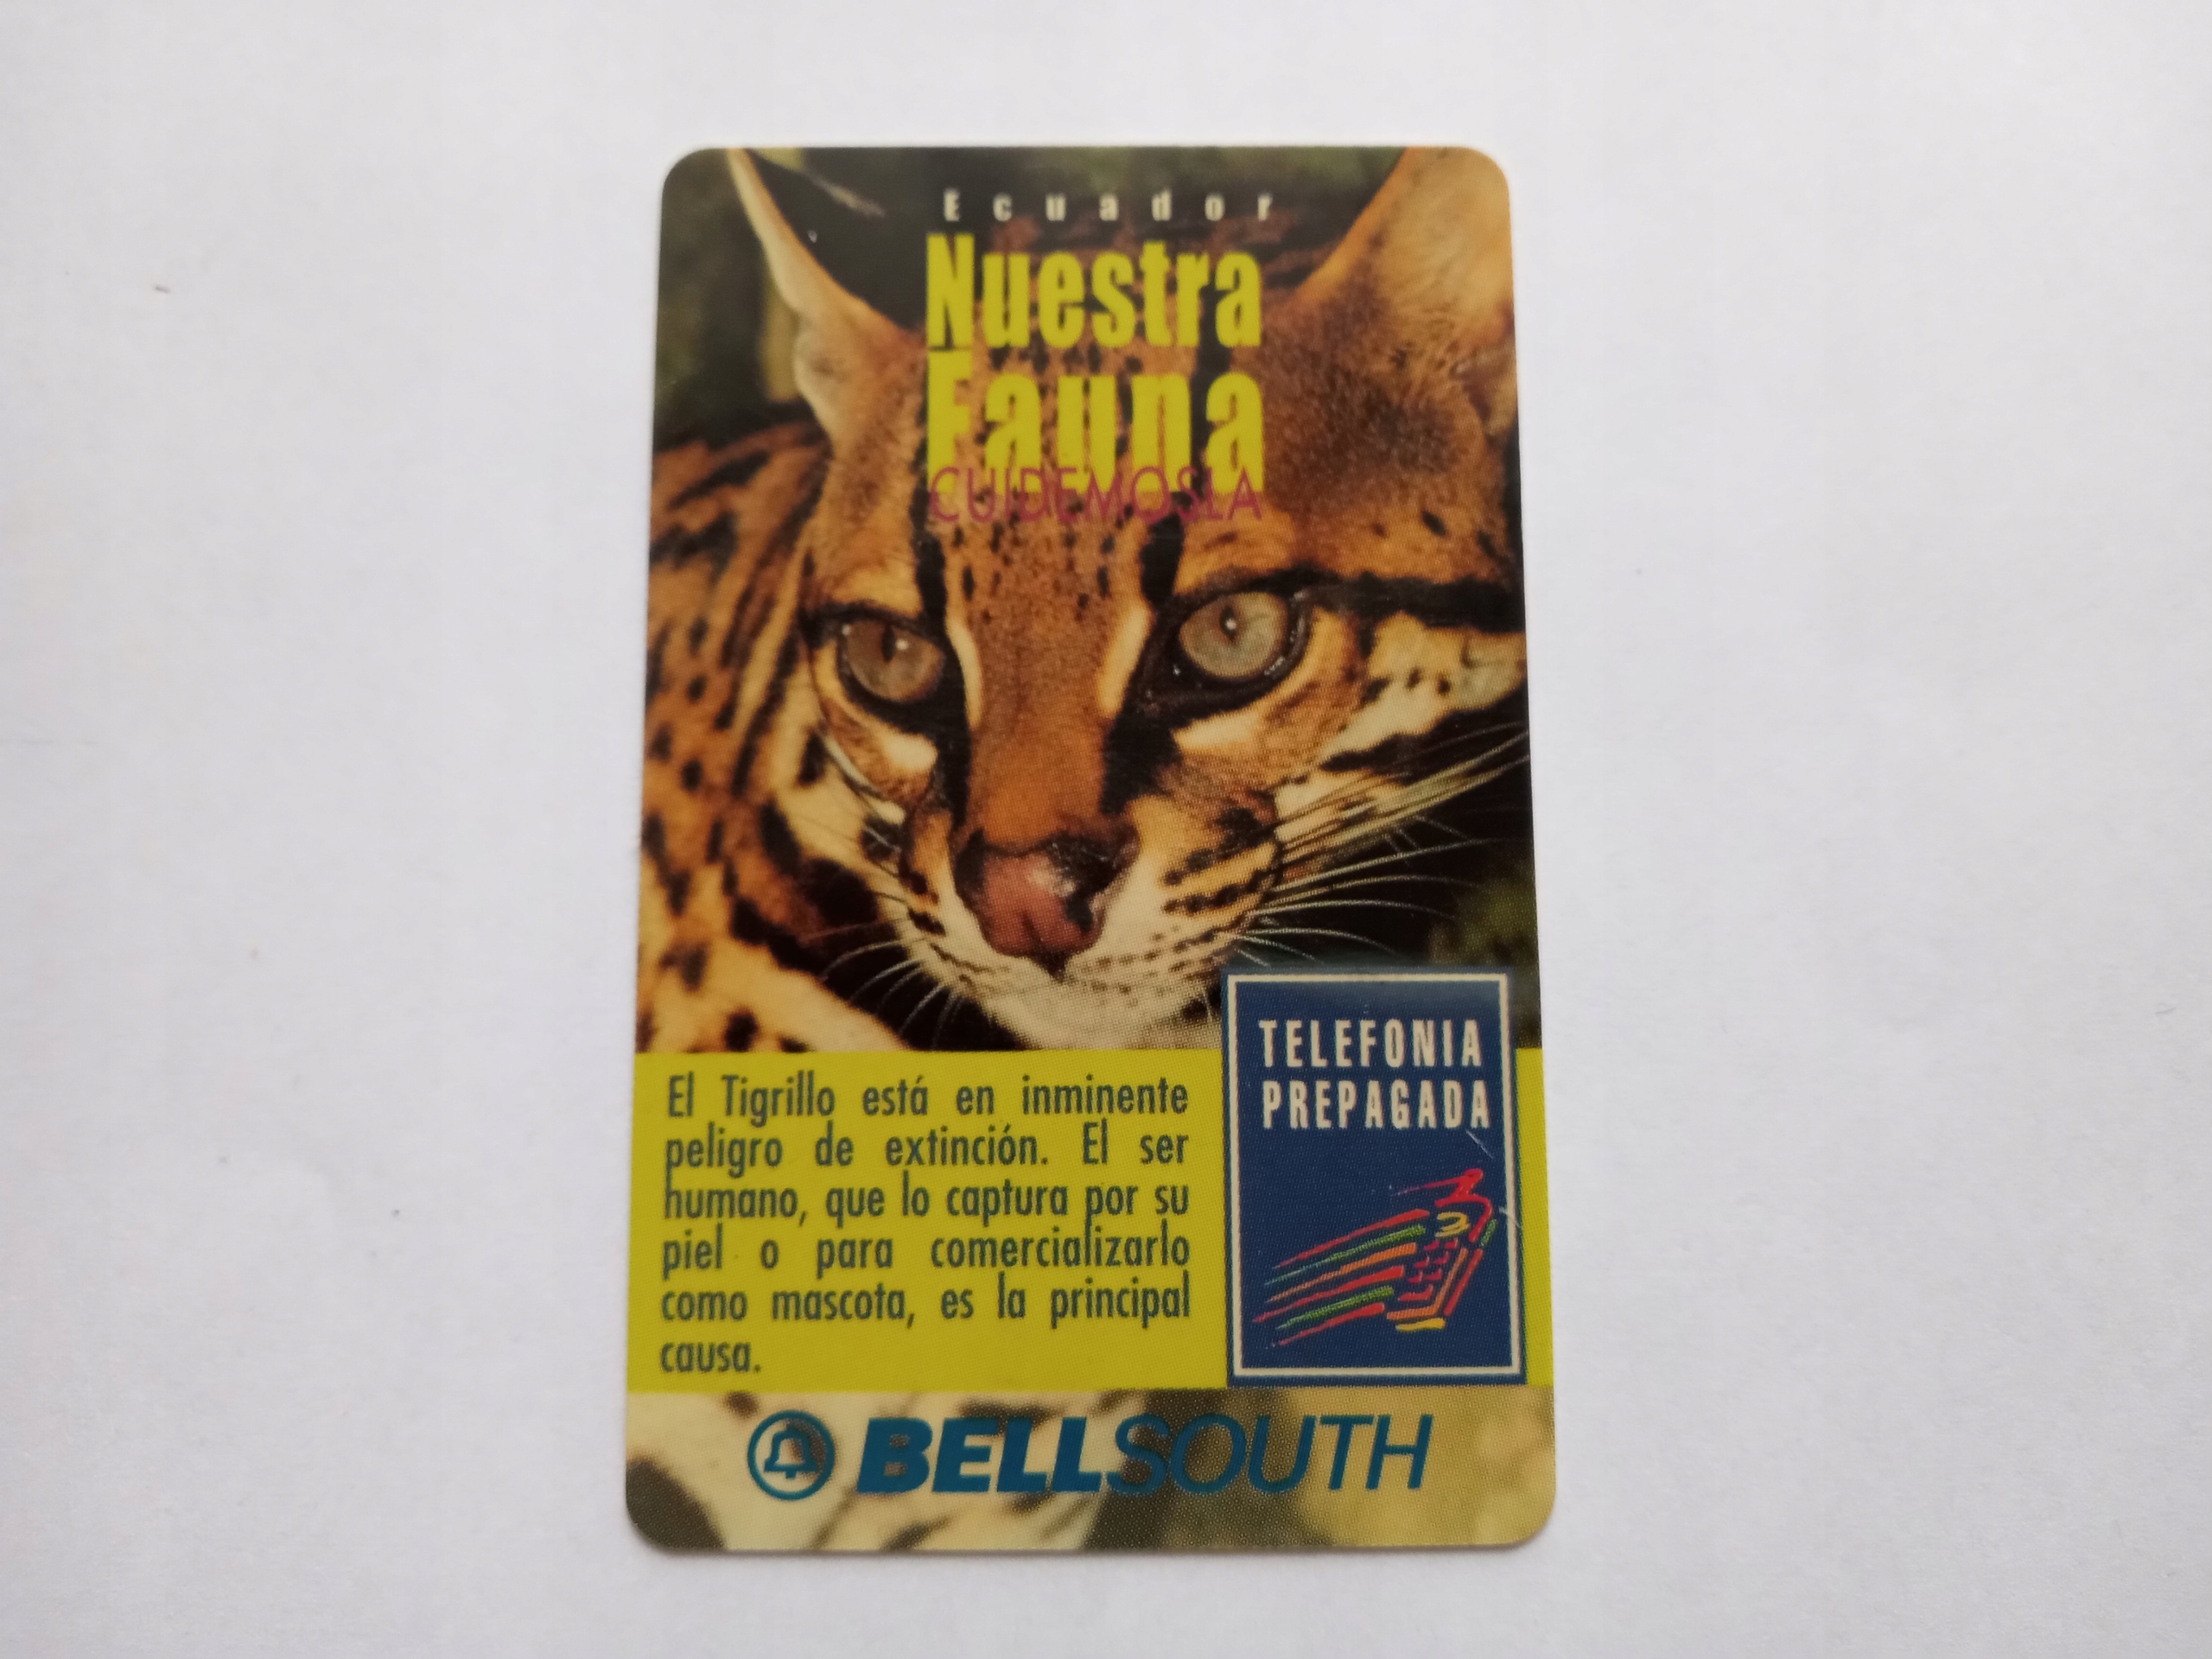 Ecuador
Nuestra
Fauna
CUIDEMOSLA
TELEFONIA
PREPAGADA
El Tigrillo está en inminente
peligro de extinción. El ser
humano, que lo captura por su
piel o para comercializarlo
como mascota, es la principal
causa.
BELLSOUTH